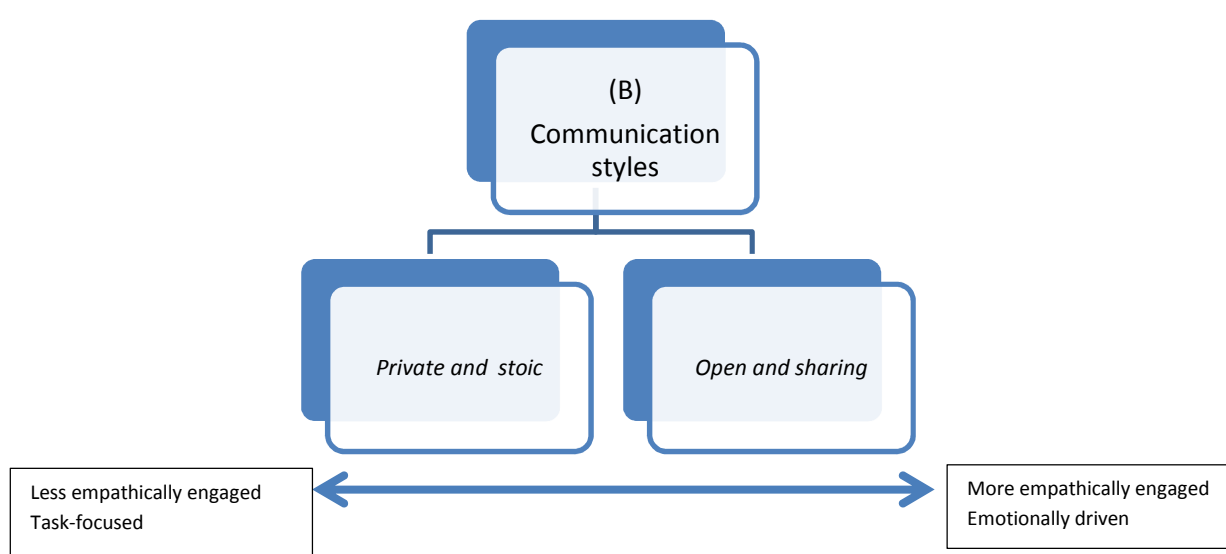 (B)
Communication
styles
Private and stoic
Open and sharing
Less empathically engaged
Task-focused
More empathically engaged
Emotionally driven